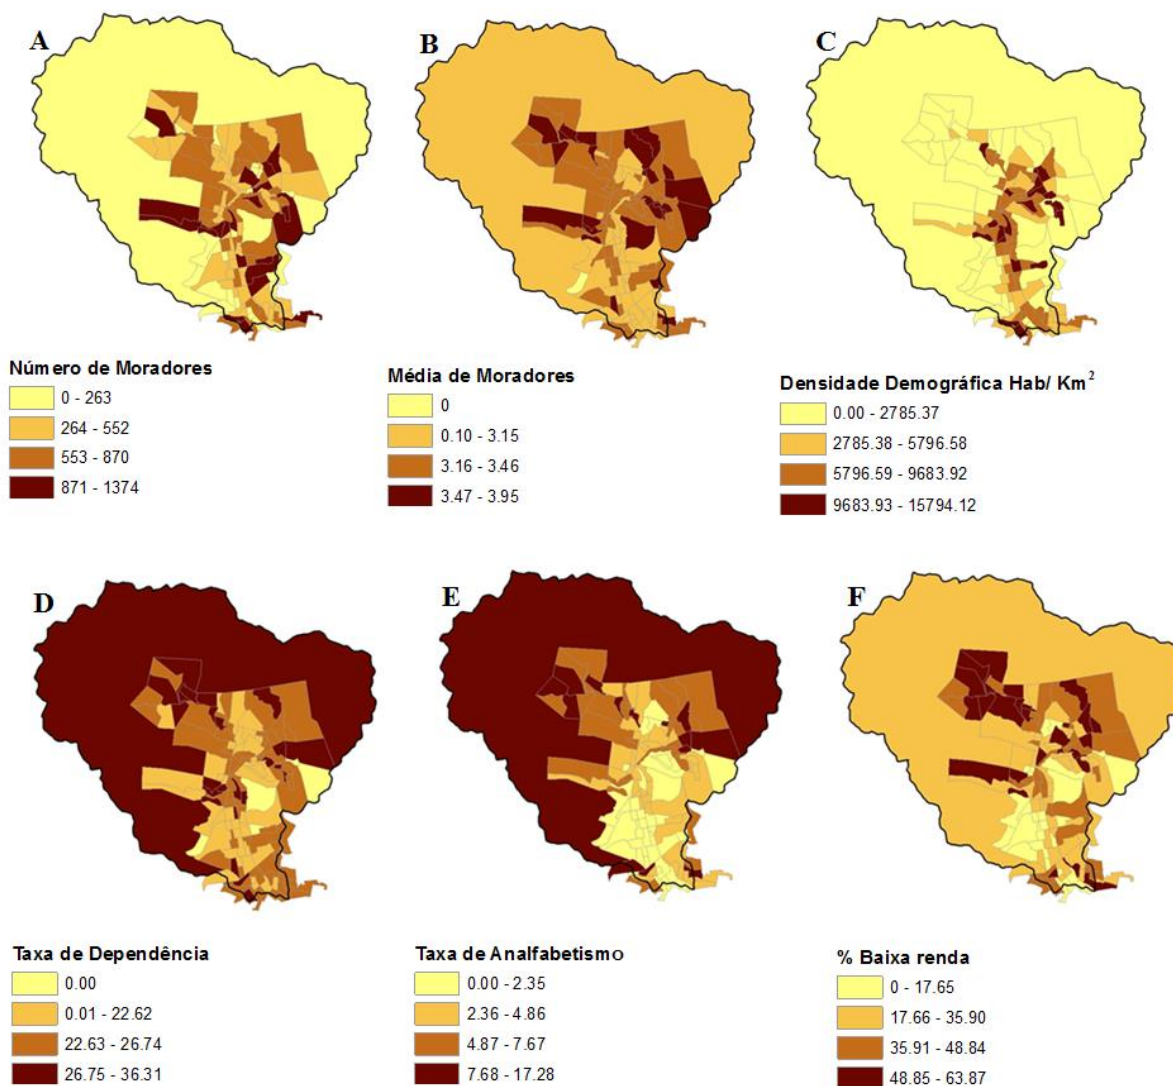 A
B
C
Número de Moradores
0 - 263
264 - 552
553 - 870
871 - 1374
Média de Moradores
0
0.10 - 3.15
3.16 - 3.46
3.47 - 3.95
Densidade Demográfica Hab/ Km²
0.00 - 2785.37
2785.38 - 5796.58
5796.59 - 9683.92
9683.93 - 15794.12
D
E
F
Taxa de Dependência
0.00
0.01 - 22.62
22.63 - 26.74
26.75 - 36.31
Taxa de Analfabetismo
0.00 - 2.35
2.36 - 4.86
4.87 - 7.67
7.68 - 17.28
% Baixa renda
0 - 17.65
17.66 - 35.90
35.91 - 48.84
48.85 - 63.87